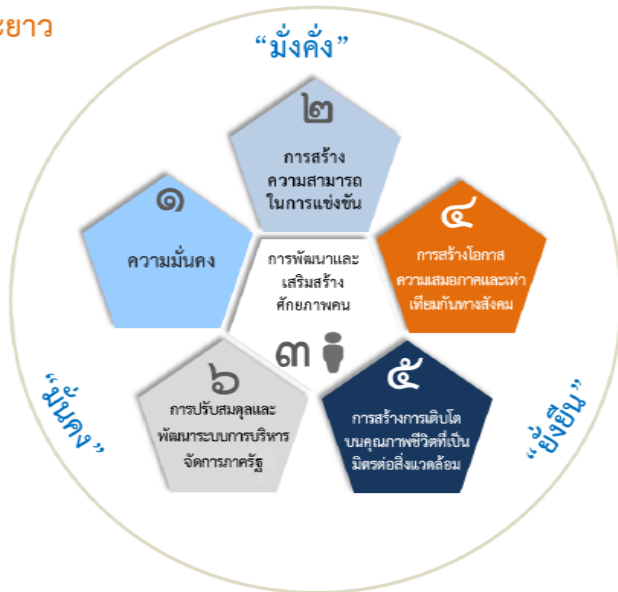 “มั่งคั่ง”
๒
การสร้าง
ความสามารถ
ในการแข่งขัน
๑
ความมั่นคง
๔
การสร้างโอกาส
ความเสมอภาคและเท่า
เทียมกันทางสังคม
การพัฒนาและ
เสริมสร้าง
ศักยภาพคน
๓
๖
การปรับสมดุลและ
พัฒนาระบบการบริหาร
จัดการภาครัฐ
๕
การสร้างการเติบโต
บนคุณภาพชีวิตที่เป็น
มิตรต่อสิ่งแวดล้อม
“มั่นคง”
“ยั่งยืน”